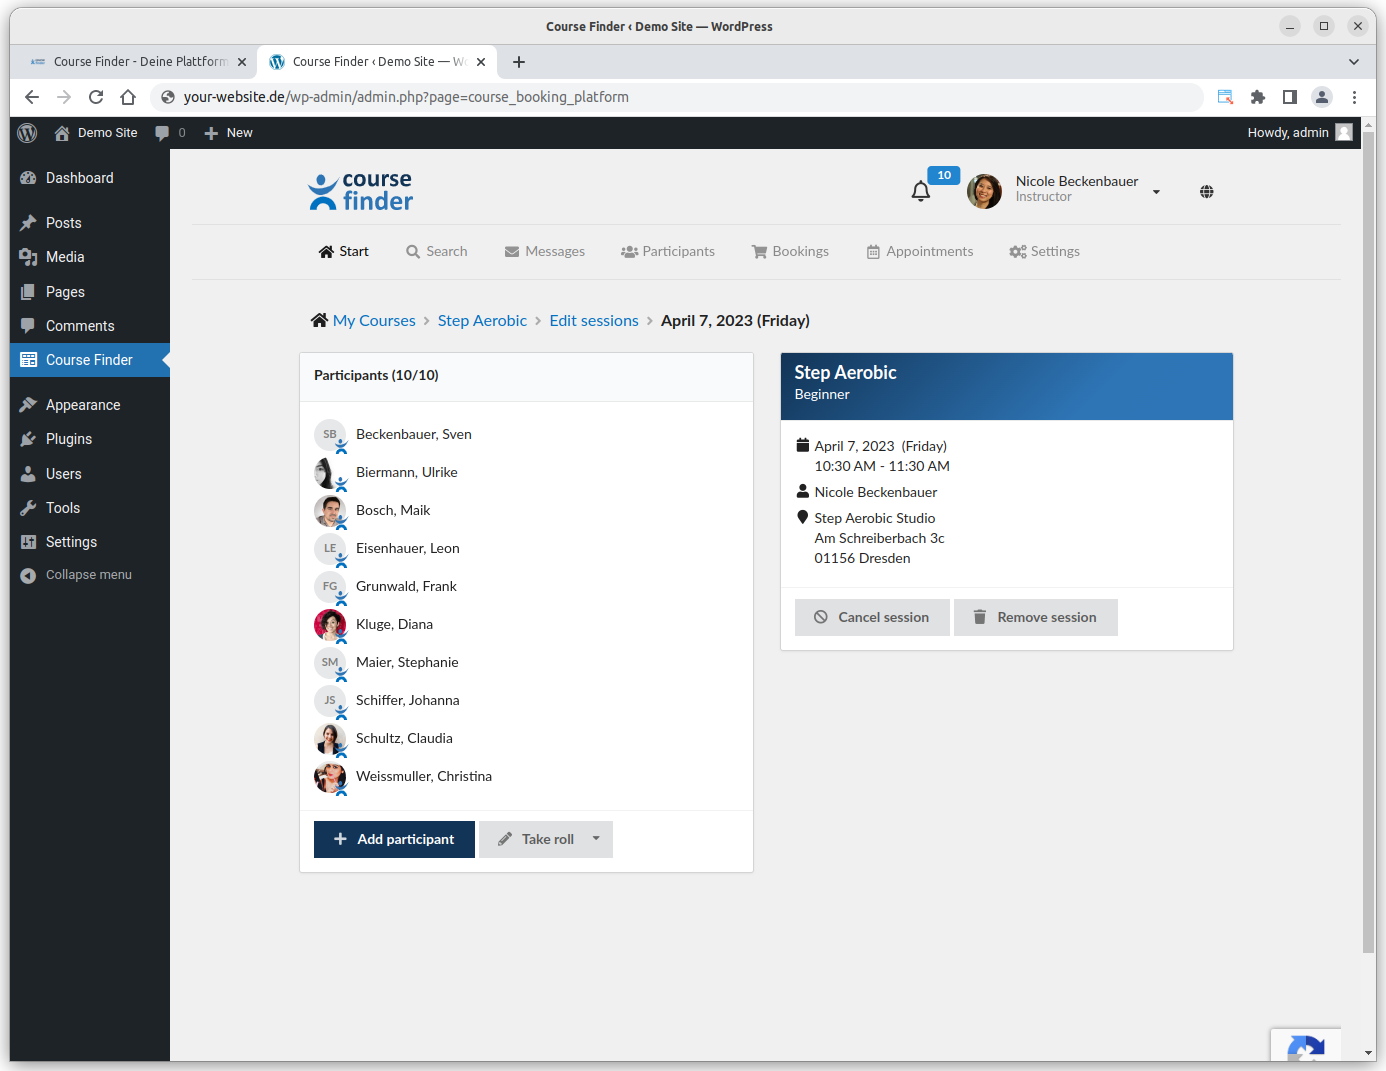 Course Finder ‹ Demo Site — WordPress
Course Finder - Deine Plattform
Course Finder ‹ Demo Site —
your-website.de/wp-admin/admin.php?page=course_booking_platform
Demo Site
0
New
Howdy, admin
Dashboard
Posts
Media
Pages
Comments
Course Finder
Appearance
Plugins
Users
Tools
Settings
Collapse menu
course
finder
10
Nicole Beckenbauer
Instructor
Start
Search
Messages
Participants
Bookings
Appointments
Settings
My Courses
Step Aerobic
Edit sessions
April 7, 2023 (Friday)
Participants (10/10)
SB
Beckenbauer, Sven
Biermann, Ulrike
Bosch, Maik
LE
Eisenhauer, Leon
FG
Grunwald, Frank
Kluge, Diana
SM
Maier, Stephanie
JS
Schiffer, Johanna
Schultz, Claudia
Weissmuller, Christina
Add participant
Take roll
Step Aerobic
Beginner
April 7, 2023 (Friday)
10:30 AM - 11:30 AM
Nicole Beckenbauer
Step Aerobic Studio
Am Schreiberbach 3c
01156 Dresden
Cancel session
Remove session